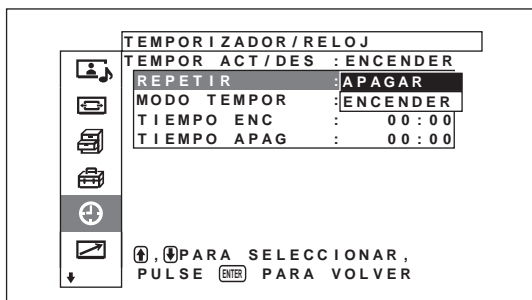 TEMPORIZADOR/RELOJ
TEMPOR ACT/DES :ENCENDER
REPETIR :APAGAR
MODO TEMPOR :ENCENDER
TIEMPO ENC : 00:00
TIEMPO APAG : 00:00
, PARA SELECCIONAR,
PULSE ENTER PARA VOLVER